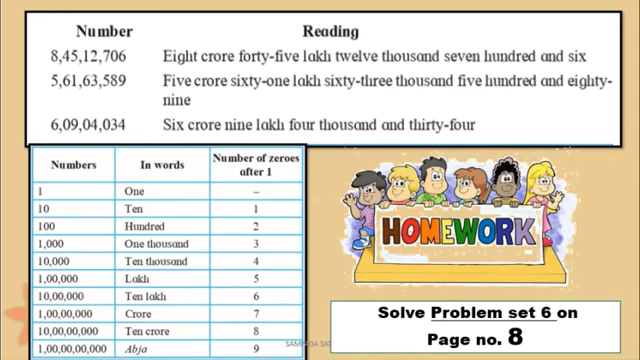 Number Reading
8,45,12,706 Eight crore forty-five lakh twelve thousand seven hundred and six
5,61,63,589 Five crore sixty-one lakh sixty-three thousand five hundred and eighty-
nine
6,09,04,034 Six crore nine lakh four thousand and thirty-four
Numbers In words Number of zeroes
after 1
1 One –
10 Ten 1
100 Hundred 2
1,000 One thousand 3
10,000 Ten thousand 4
1,00,000 Lakh 5
10,00,000 Ten lakh 6
1,00,00,000 Crore 7
10,00,00,000 Ten crore 8
1,00,00,00,000 Abja 9
HOMEWORK
Solve Problem set 6 on
Page no. 8